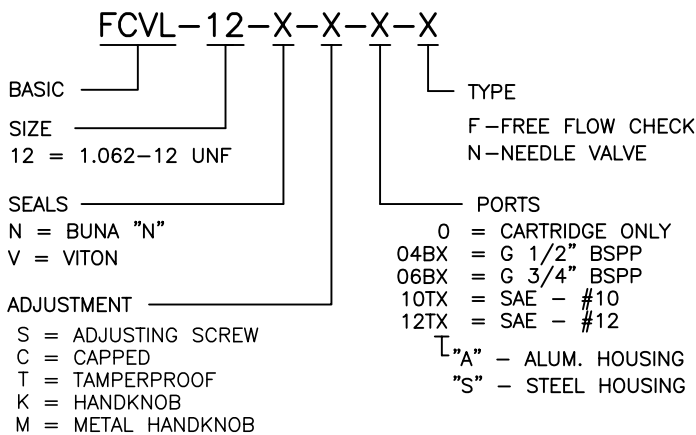 FCVL-12-X-X-X-X
BASIC
SIZE
12 = 1.062-12 UNF
SEALS
N = BUNA "N"
V = VITON
ADJUSTMENT
S = ADJUSTING SCREW
C = CAPPED
T = TAMPERPROOF
K = HANDKNOB
M = METAL HANDKNOB
TYPE
F-FREE FLOW CHECK
N-NEEDLE VALVE
PORTS
0 = CARTRIDGE ONLY
04BX = G 1/2" BSPP
06BX = G 3/4" BSPP
10TX = SAE - #10
12TX = SAE - #12
"A" - ALUM. HOUSING
"S" - STEEL HOUSING